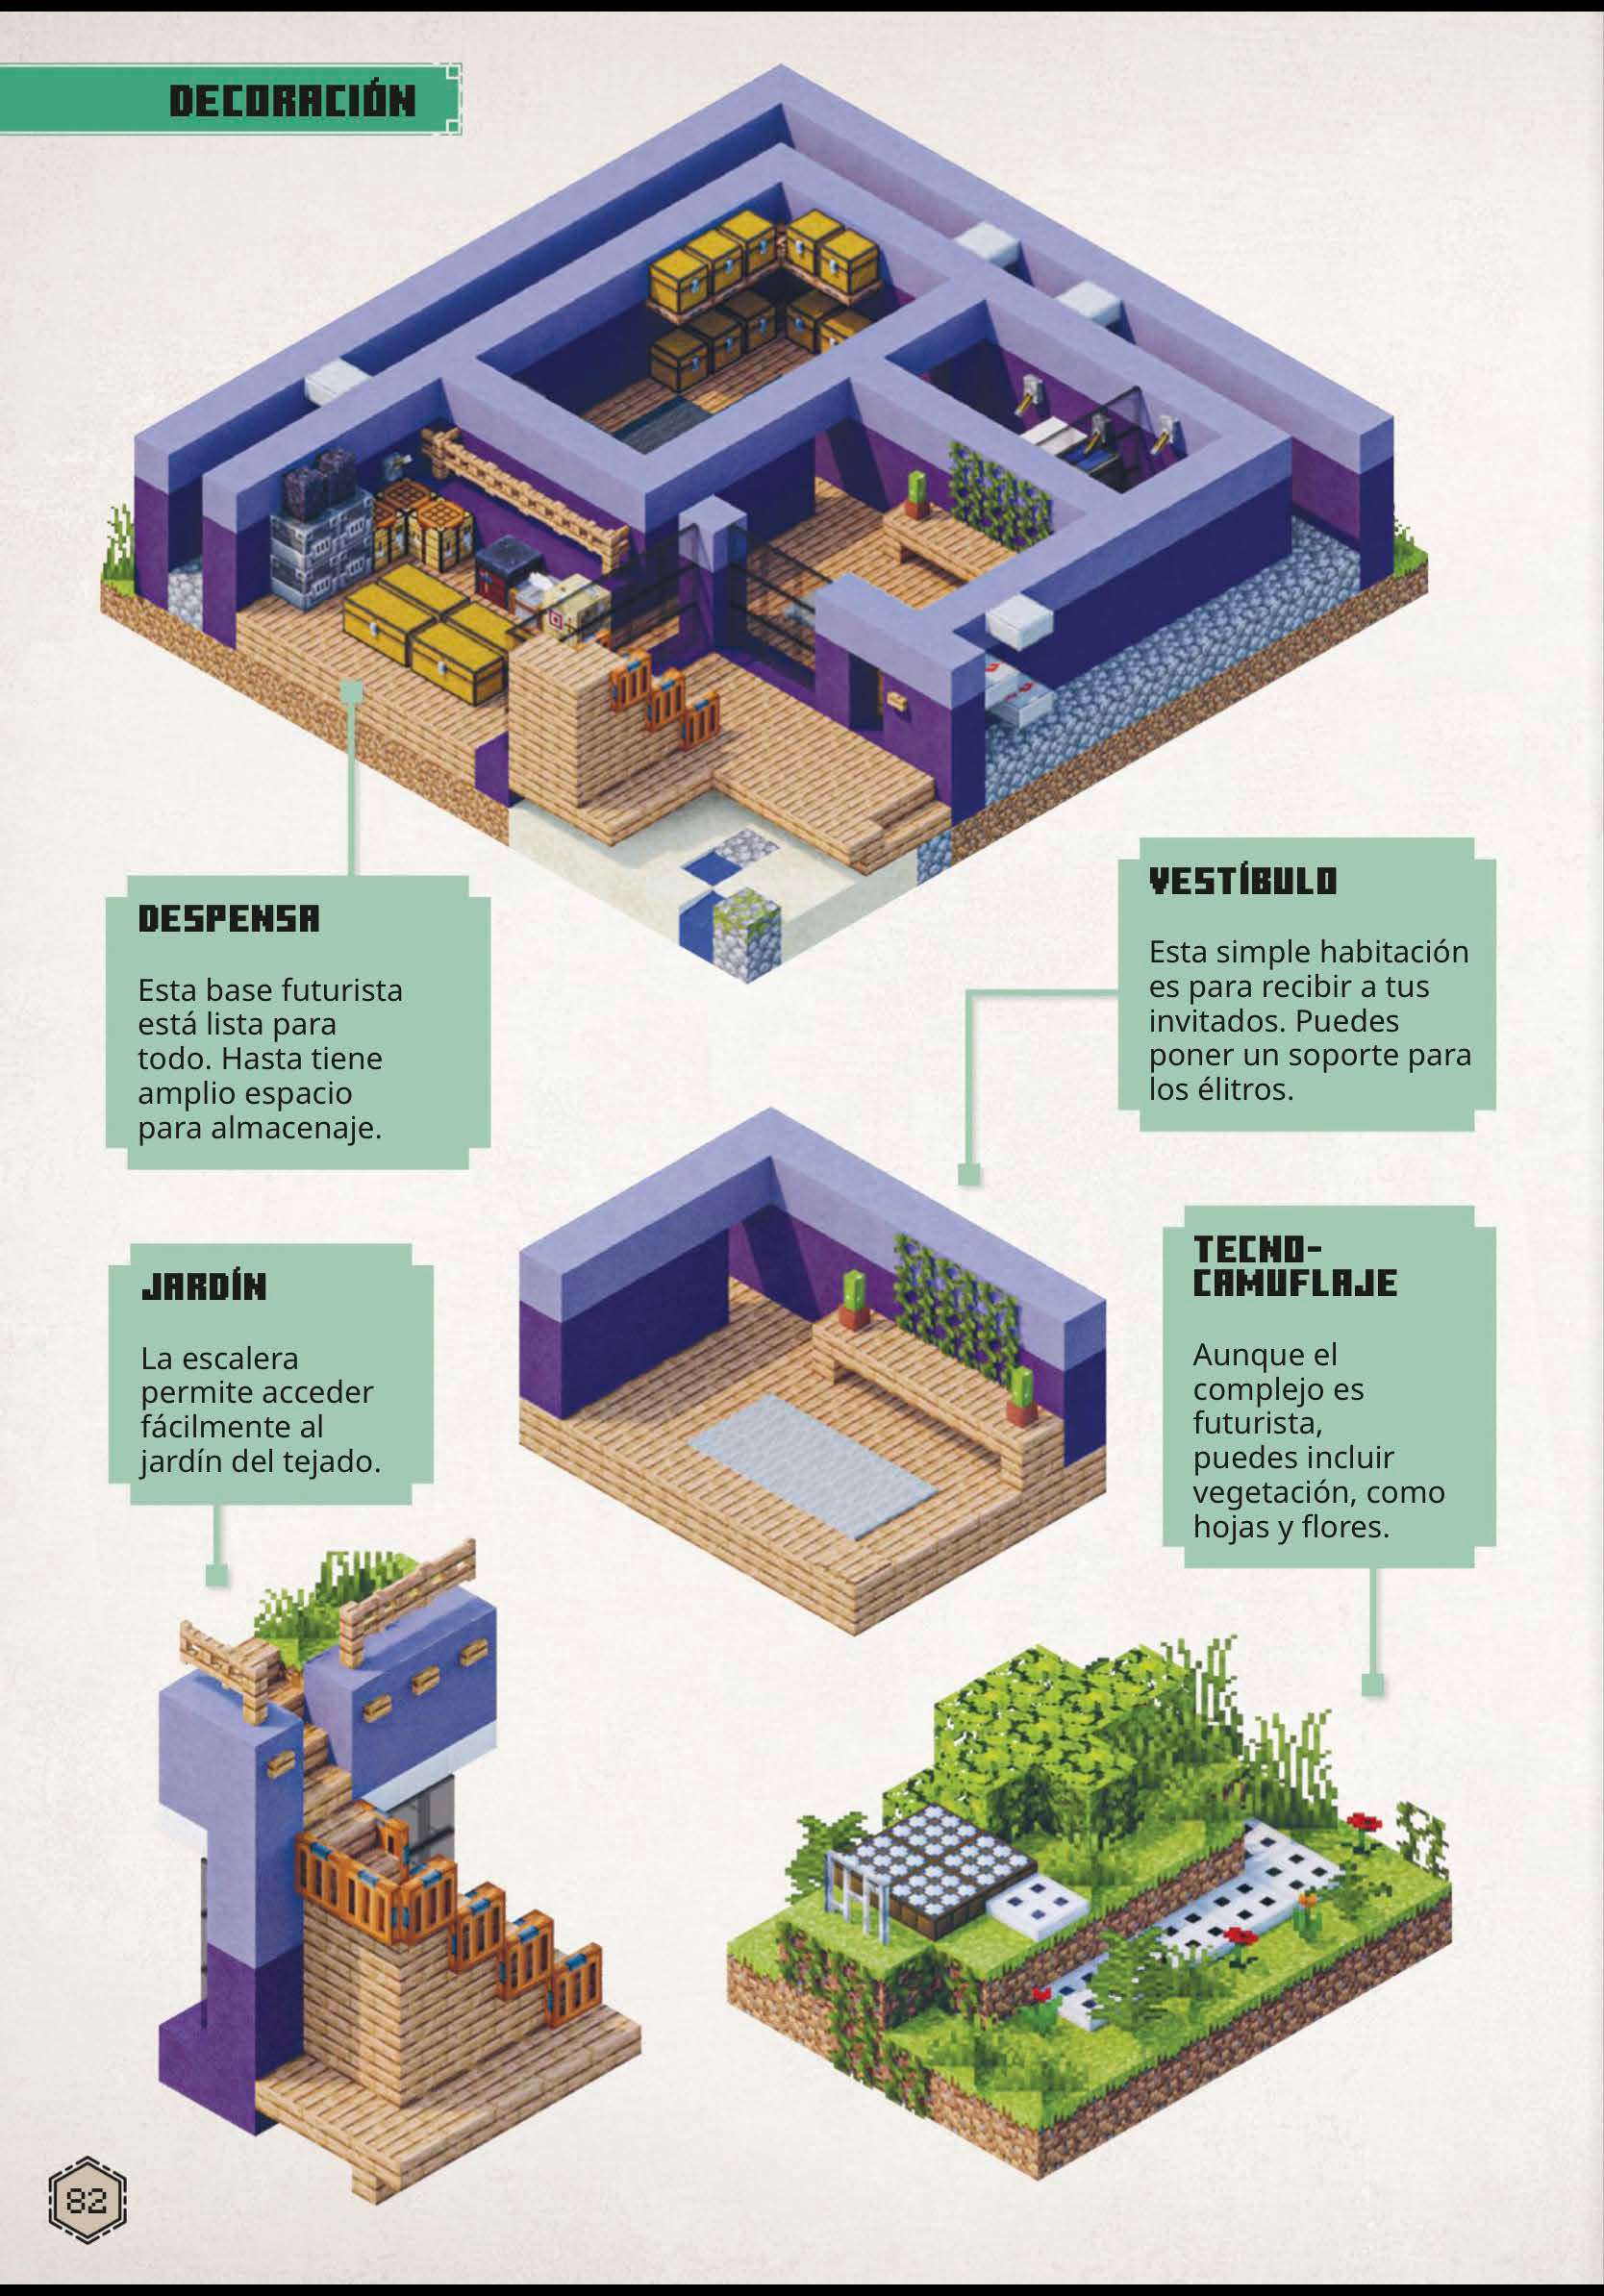 DECORACIÓN
DESPENSA
Esta base futurista
está lista para
todo. Hasta tiene
amplio espacio
para almacenaje.
VESTÍBULO
Esta simple habitación
es para recibir a tus
invitados. Puedes
poner un soporte para
los élitros.
JARDÍN
La escalera
permite acceder
fácilmente al
jardín del tejado.
TECNO-
CAMUFLAJE
Aunque el
complejo es
futurista,
puedes incluir
vegetación, como
hojas y flores.
82